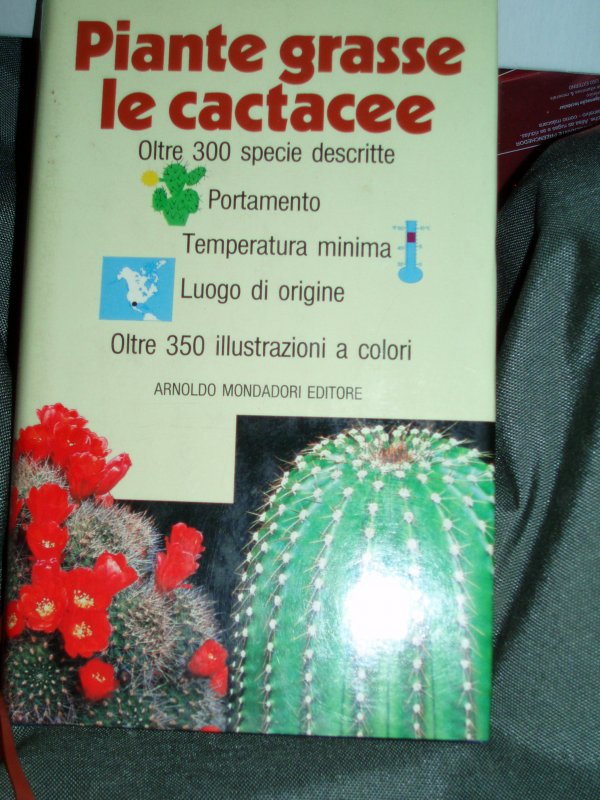 Piante grasse
le cactacee
Oltre 300 specie descritte
Portamento
Temperatura minima
Luogo di origine
Oltre 350 illustrazioni a colori
ARNOLDO MONDADORI EDITORE